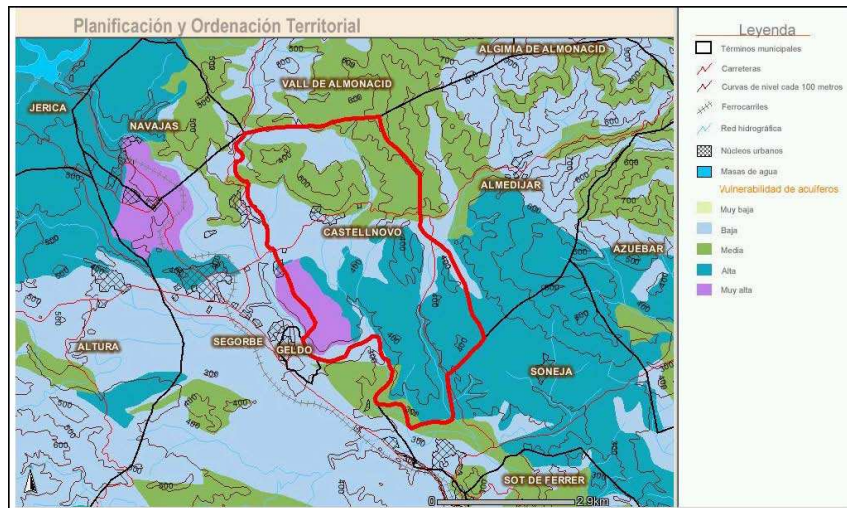 Planificación y Ordenación Territorial
ALGIMIA DE ALMONACID
VALL DE ALMONACID
JERICA
NAVAJAS
ALMEDIJAR
CASTELLNOVO
AZUEBAR
ALTURA
SEGORBE
GELDO
SONEJA
SOT DE FERRER
0 2.9km
Leyenda
Términos municipales
Carreteras
Curvas de nivel cada 100 metros
Ferrocarriles
Red hidrográfica
Núcleos urbanos
Masas de agua
Vulnerabilidad de acuíferos
Muy baja
Baja
Media
Alta
Muy alta